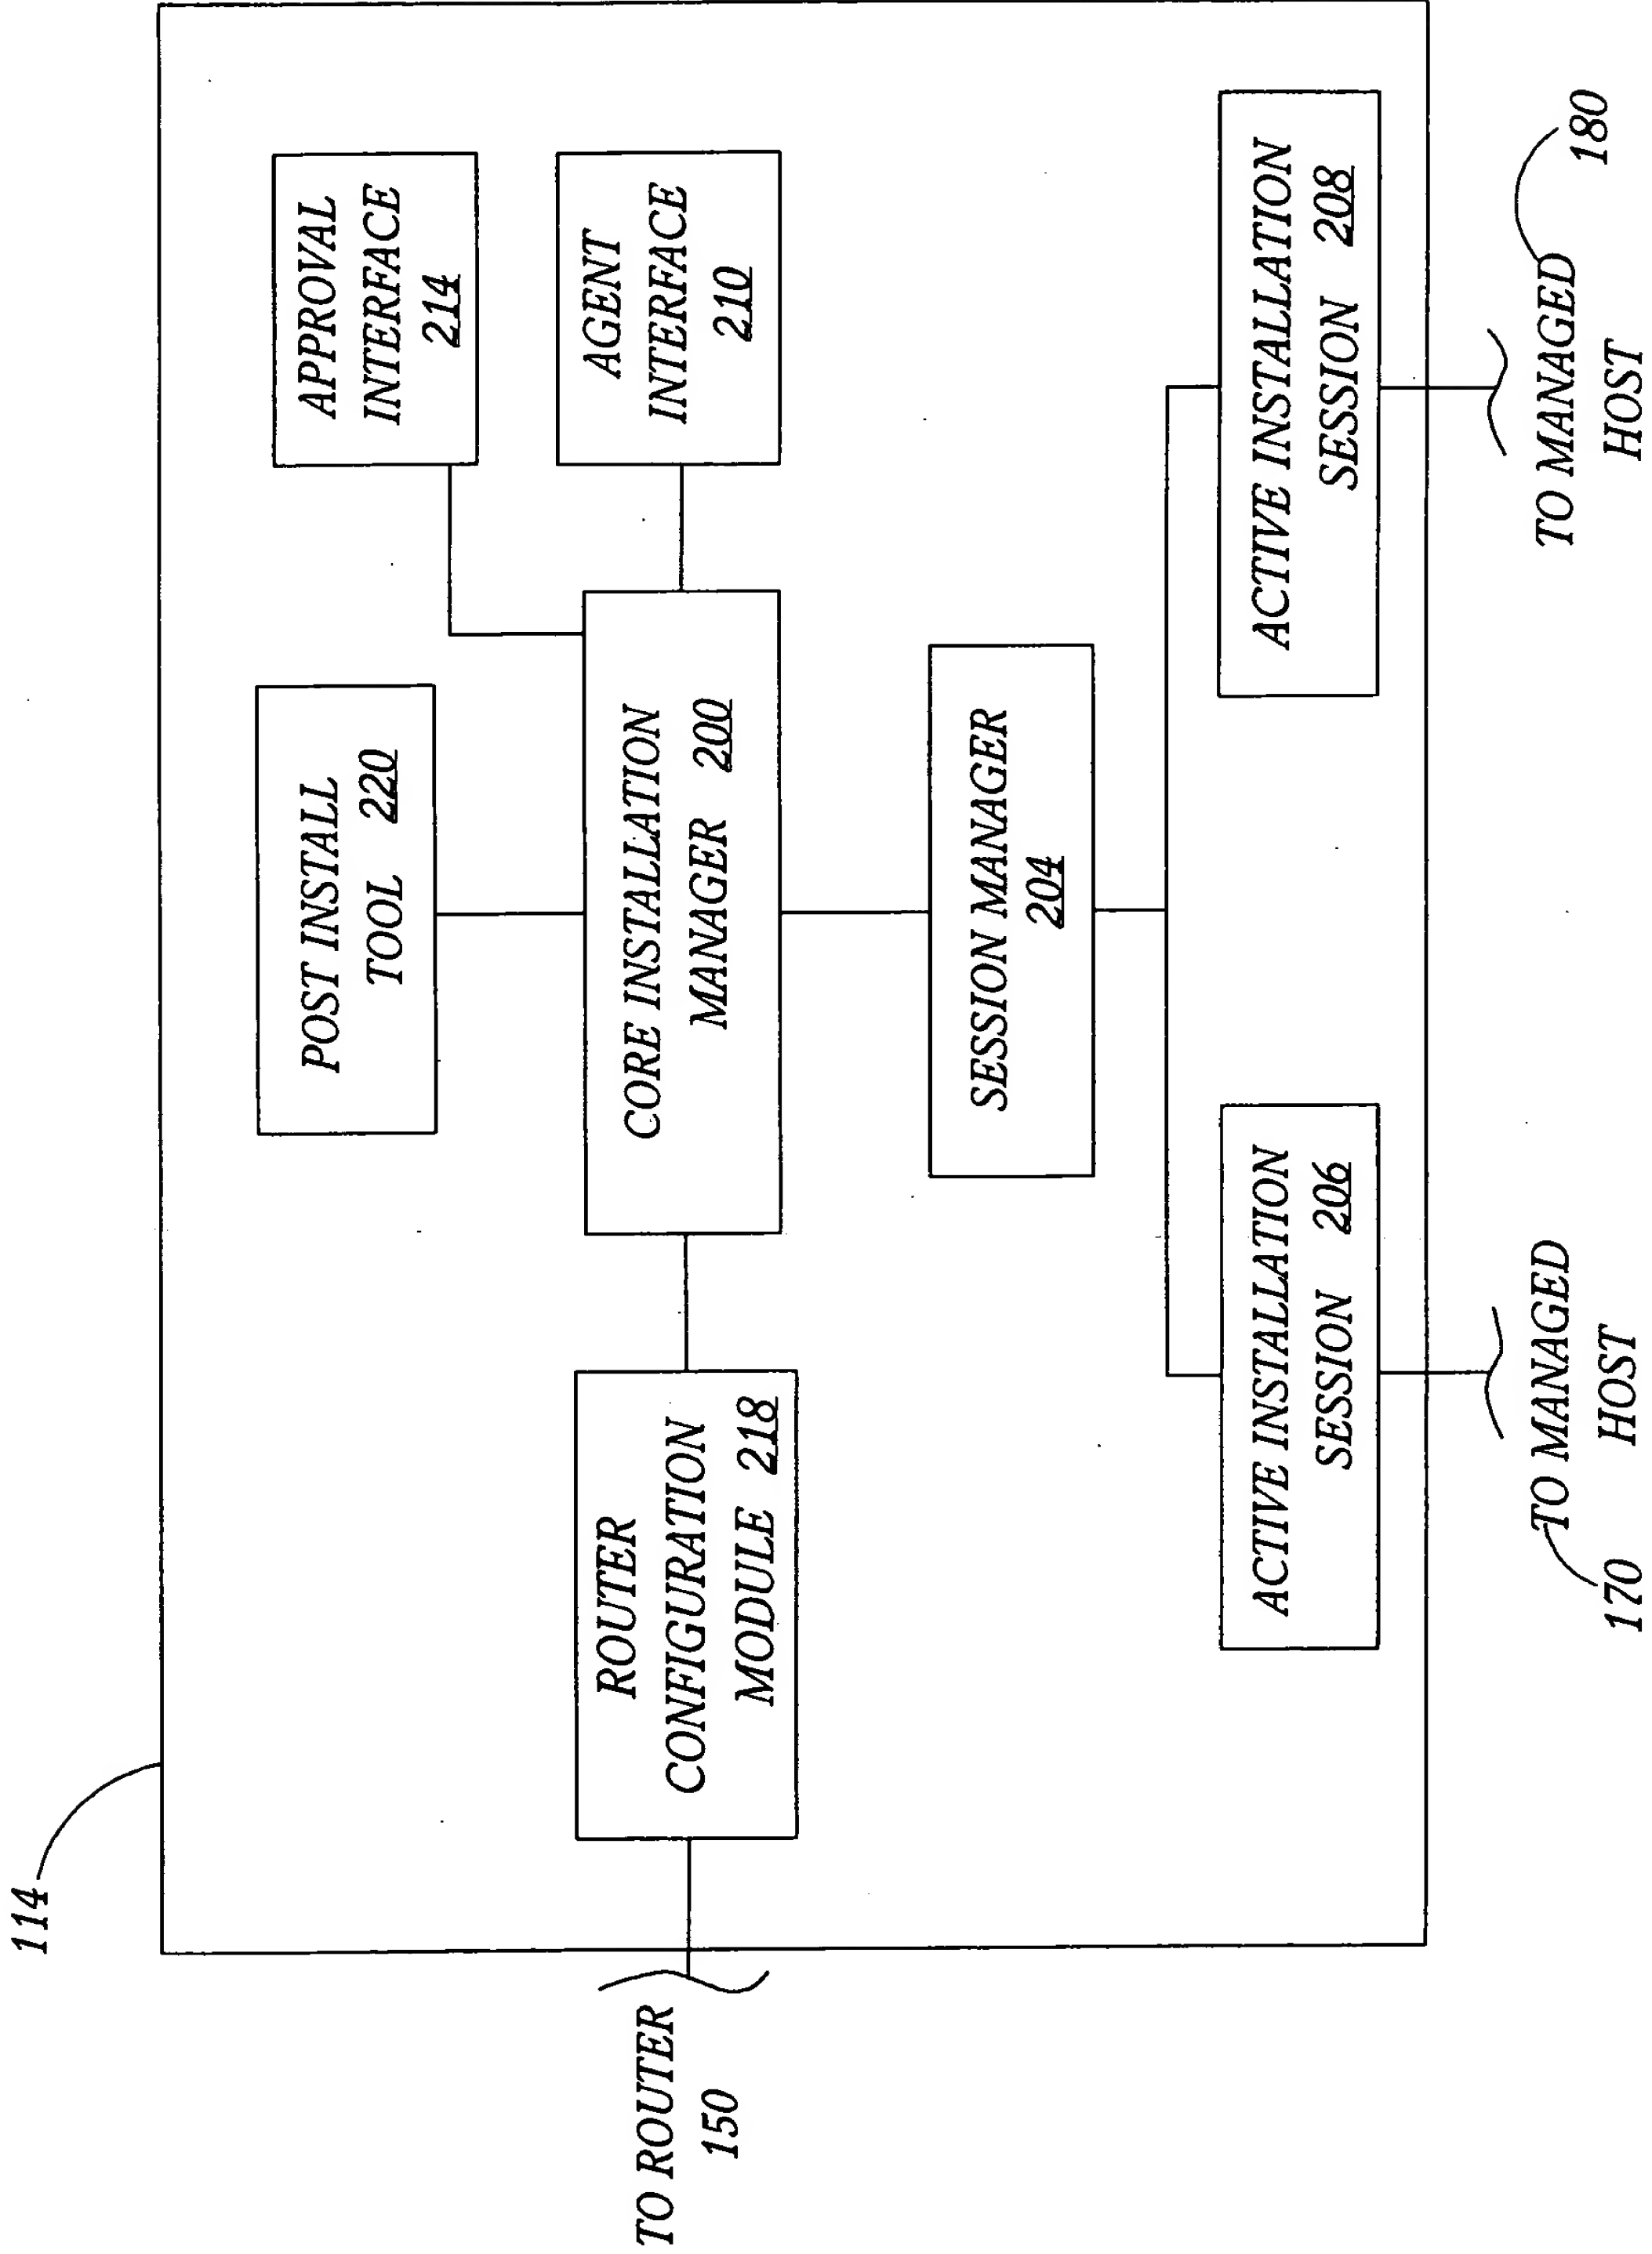 114
POST INSTALL
TOOL 220
APPROVAL
INTERFACE
214
ROUTER
CONFIGURATION
MODULE 218
CORE INSTALLATION
MANAGER 200
AGENT
INTERFACE
210
TO ROUTER
150
SESSION MANAGER
204
ACTIVE INSTALLATION
SESSION 206
ACTIVE INSTALLATION
SESSION 208
170
TO MANAGED
HOST
TO MANAGED
HOST
180